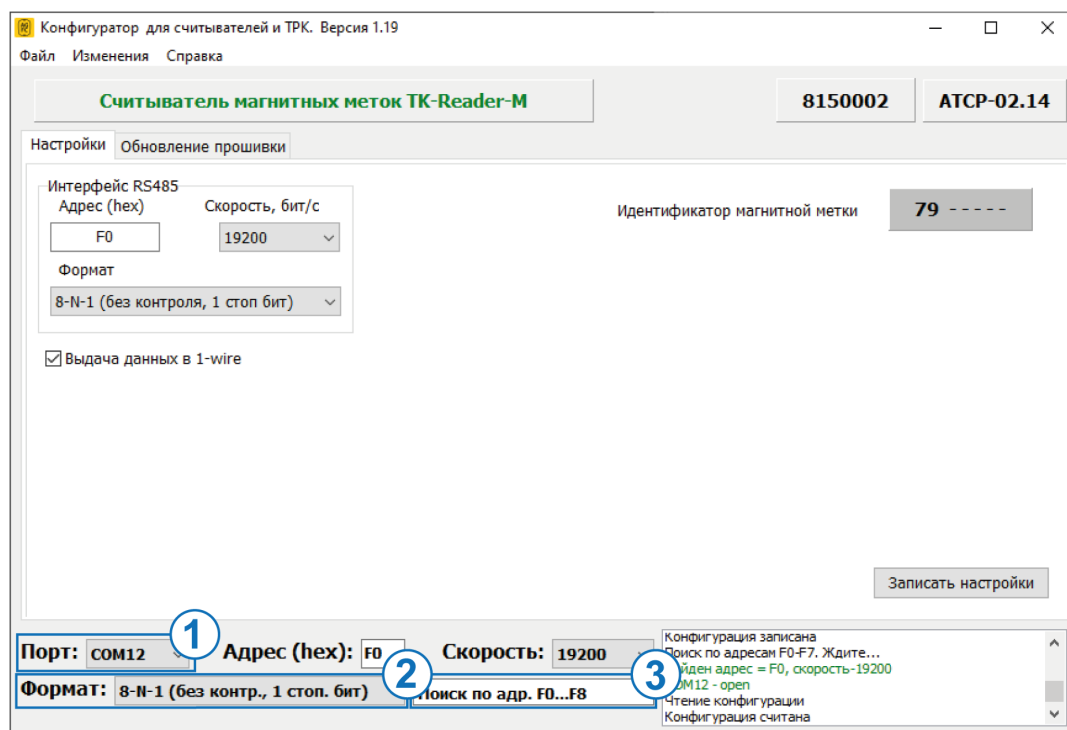 Конфигуратор для считывателей и ТРК. Версия 1.19
Файл Изменения Справка
Считыватель магнитных меток TK-Reader-M
8150002
ATCP-02.14
Настройки
Обновление прошивки
Интерфейс RS485
Адрес (hex)
Скорость, бит/с
F0
19200
Формат
8-N-1 (без контроля, 1 стоп бит)
Выдача данных в 1-wire
Идентификатор магнитной метки
79 -----
Записать настройки
Порт: COM12
1
Адрес (hex): F0
Скорость: 19200
Формат: 8-N-1 (без контр., 1 стоп. бит)
2
Поиск по адр. F0...F8
3
Конфигурация записана
Поиск по адресам F0-F7. Ждите...
адрес = F0, скорость-19200
- open
Чтение конфигурации
Конфигурация считана